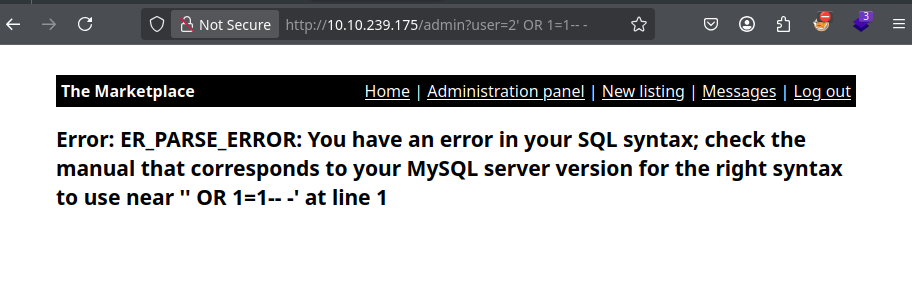 Not Secure http://10.10.239.175/admin?user=2' OR 1=1-- - 3
The Marketplace Home | Administration panel | New listing | Messages | Log out
Error: ER_PARSE_ERROR: You have an error in your SQL syntax; check the
manual that corresponds to your MySQL server version for the right syntax
to use near '' OR 1=1-- -' at line 1